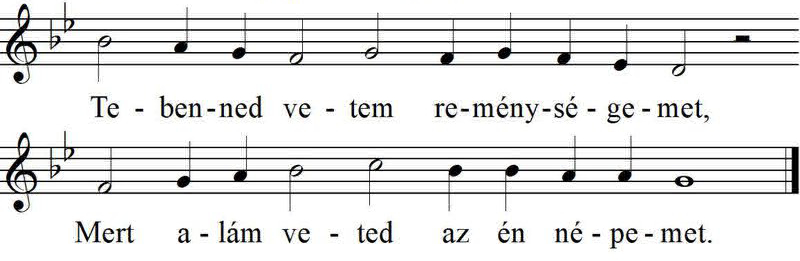 Te - ben - ned ve - tem re - mény - sé - ge - met,
Mert a - lám ve - ted az én né - pe - met.